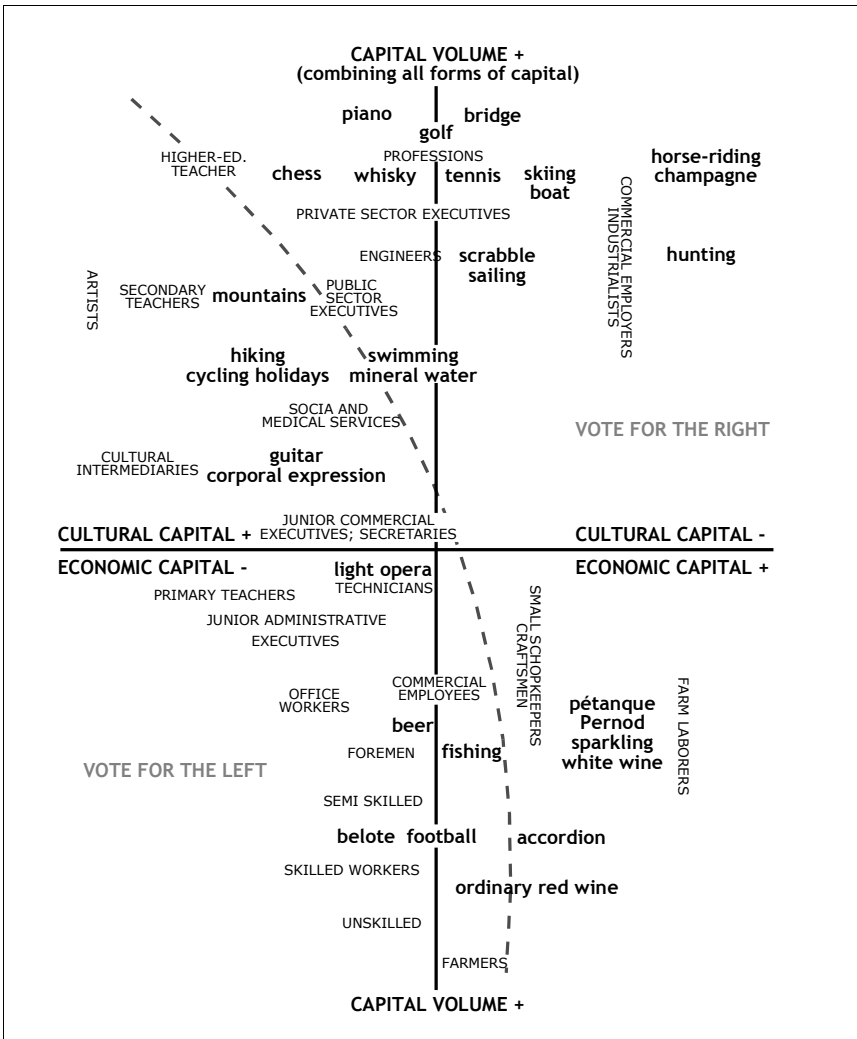 CAPITAL VOLUME +
(combining all forms of capital)
piano
bridge
golf
PROFESSIONS
HIGHER-ED.
TEACHER
chess
whisky
tennis
skiing
boat
horse-riding
champagne
PRIVATE SECTOR EXECUTIVES
COMMERCIAL EMPLOYERS
INDUSTRIALISTS
ENGINEERS
scrabble
sailing
hunting
ARTISTS
SECONDARY
TEACHERS
mountains
PUBLIC
SECTOR
EXECUTIVES
hiking
cycling holidays
swimming
mineral water
SOCIA AND
MEDICAL SERVICES
VOTE FOR THE RIGHT
CULTURAL
INTERMEDIARIES
guitar
corporal expression
JUNIOR COMMERCIAL
EXECUTIVES; SECRETARIES
CULTURAL CAPITAL +
CULTURAL CAPITAL -
ECONOMIC CAPITAL -
ECONOMIC CAPITAL +
light opera
TECHNICIANS
PRIMARY TEACHERS
JUNIOR ADMINISTRATIVE
EXECUTIVES
SMALL SCHOPKEEPERS
CRAFTSMEN
COMMERCIAL
EMPLOYEES
OFFICE
WORKERS
beer
pétanque
Pernod
sparkling
white wine
FARM LABORERS
FOREMEN
fishing
VOTE FOR THE LEFT
SEMI SKILLED
belote
football
accordion
SKILLED WORKERS
ordinary red wine
UNSKILLED
FARMERS
CAPITAL VOLUME +